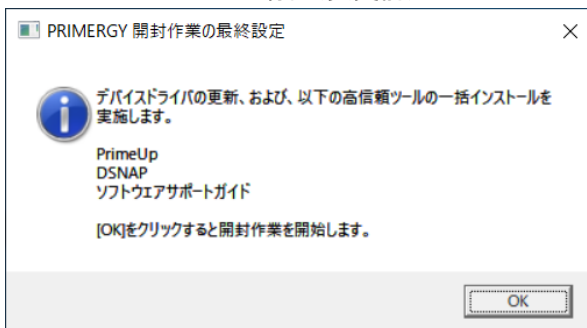 PRIMERGY 開封作業の最終設定
デバイスドライバの更新、および、以下の高信頼ツールの一括インストールを
実施します。
PrimeUp
DSNAP
ソフトウェアサポートガイド
[OK]をクリックすると開封作業を開始します。
OK